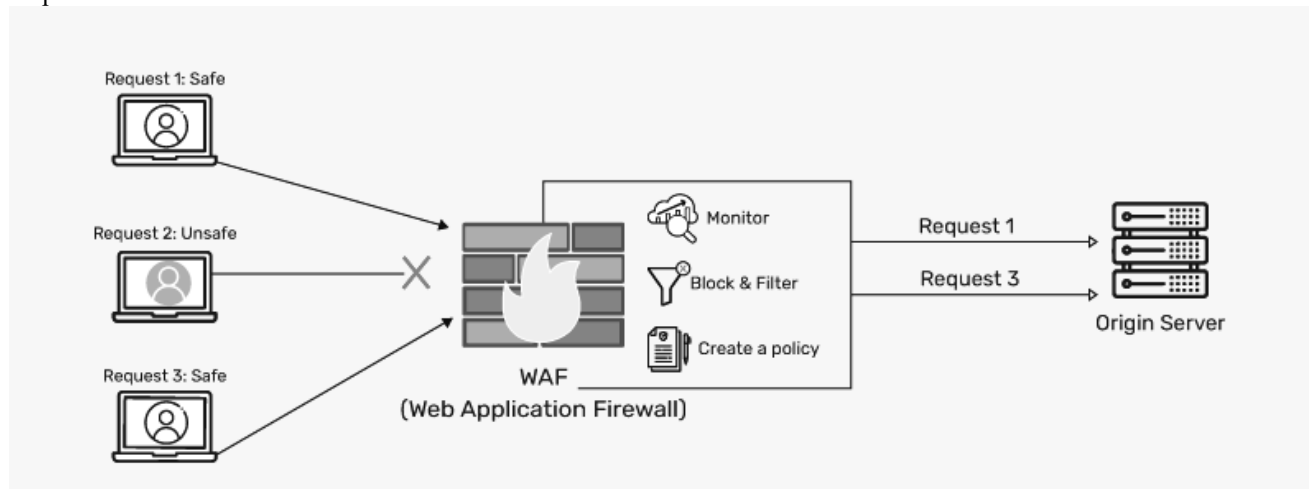 Request 1: Safe
Request 2: Unsafe
Request 3: Safe
WAF
(Web Application Firewall)
Monitor
Block & Filter
Create a policy
Request 1
Request 3
Origin Server